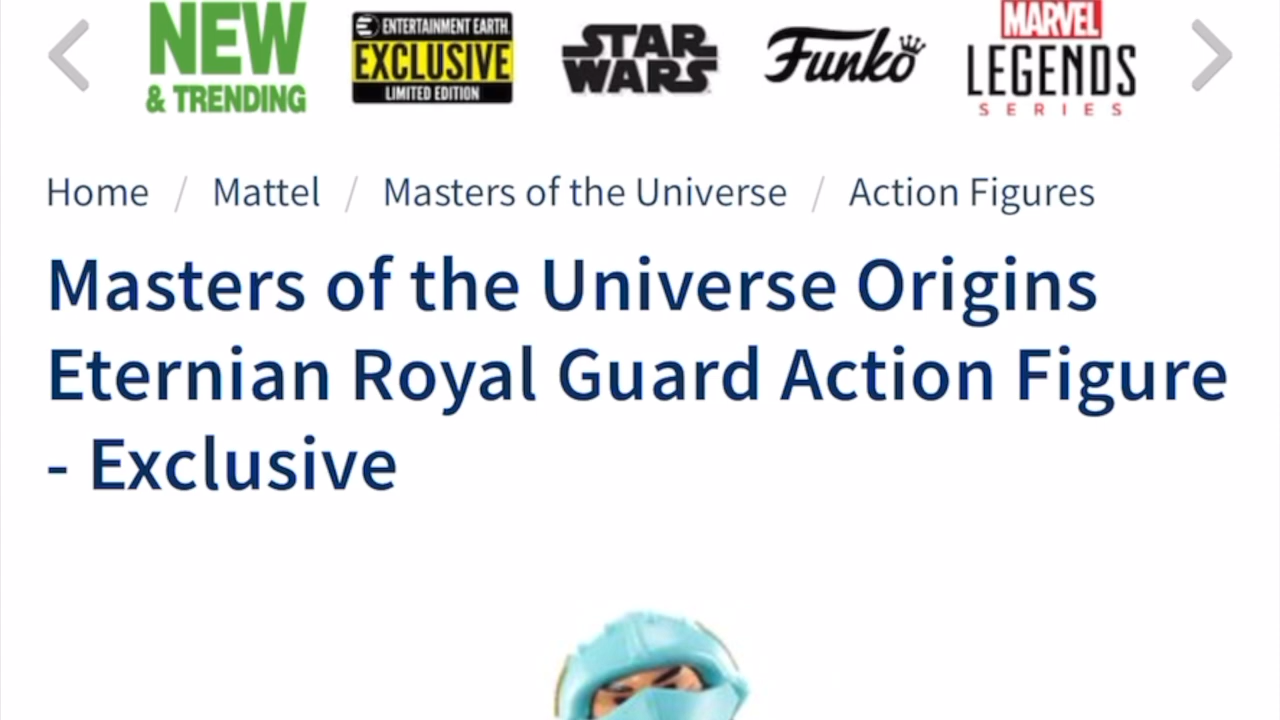 NEW
& TRENDING
ENTERTAINMENT EARTH
EXCLUSIVE
LIMITED EDITION
STAR
WARS
Funko
MARVEL
LEGENDS
SERIES
Home / Mattel / Masters of the Universe / Action Figures
Masters of the Universe Origins
Eternian Royal Guard Action Figure
- Exclusive